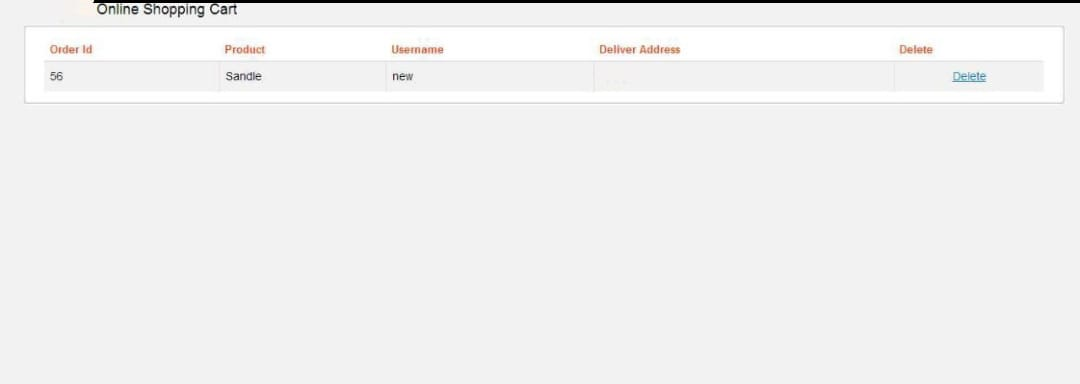 Online Shopping Cart
Order Id Product Username Deliver Address Delete
56 Sandle new Delete